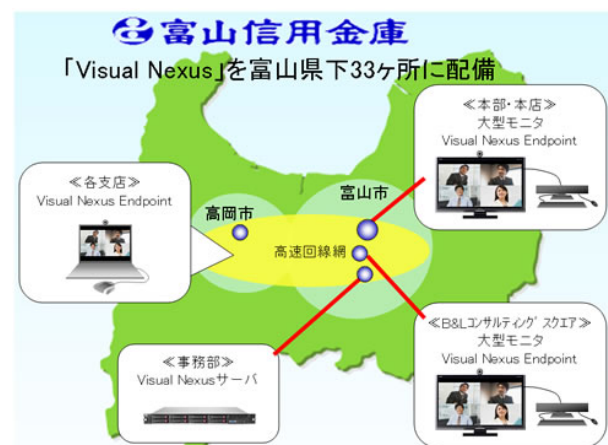 富山信用金庫
「Visual Nexus」を富山県下33ヶ所に配備
≪本部・本店≫
大型モニタ
Visual Nexus Endpoint
≪各支店≫
Visual Nexus Endpoint
富山市
高岡市
高速回線網
≪B&Lコンサルティング スクエア≫
大型モニタ
Visual Nexus Endpoint
≪事務部≫
Visual Nexusサーバ